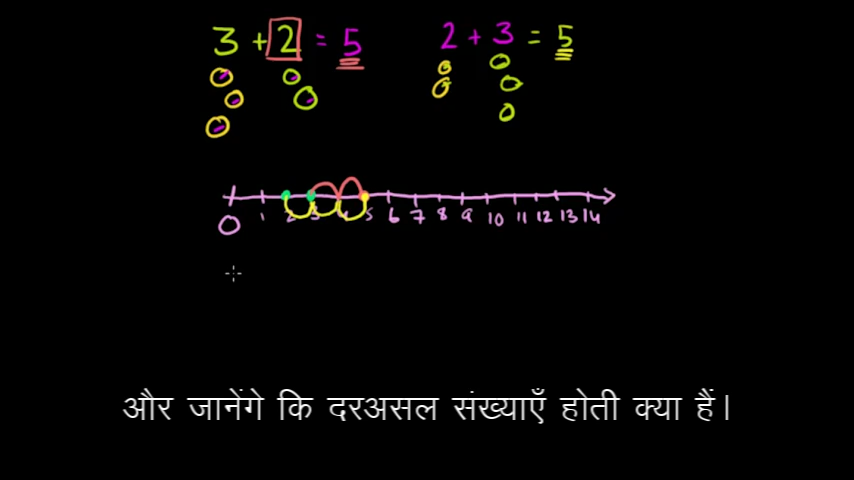 3 + 2 = 5
2 + 3 = 5
0 1 2 3 4 5 6 7 8 9 10 11 12 13 14
और जानेंगे कि दरअसल संख्याएँ होती क्या हैं।